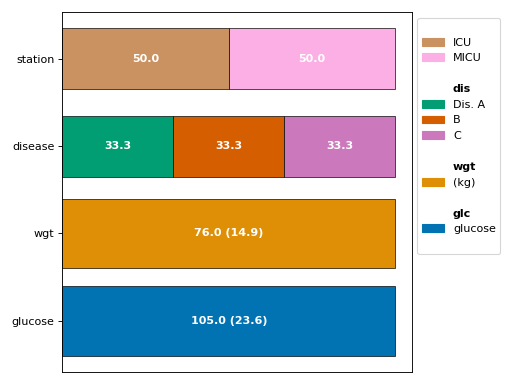 station
50.0
50.0
disease
33.3
33.3
33.3
wgt
76.0 (14.9)
glucose
105.0 (23.6)
ICU
MICU
dis
Dis. A
B
C
wgt
(kg)
glc
glucose